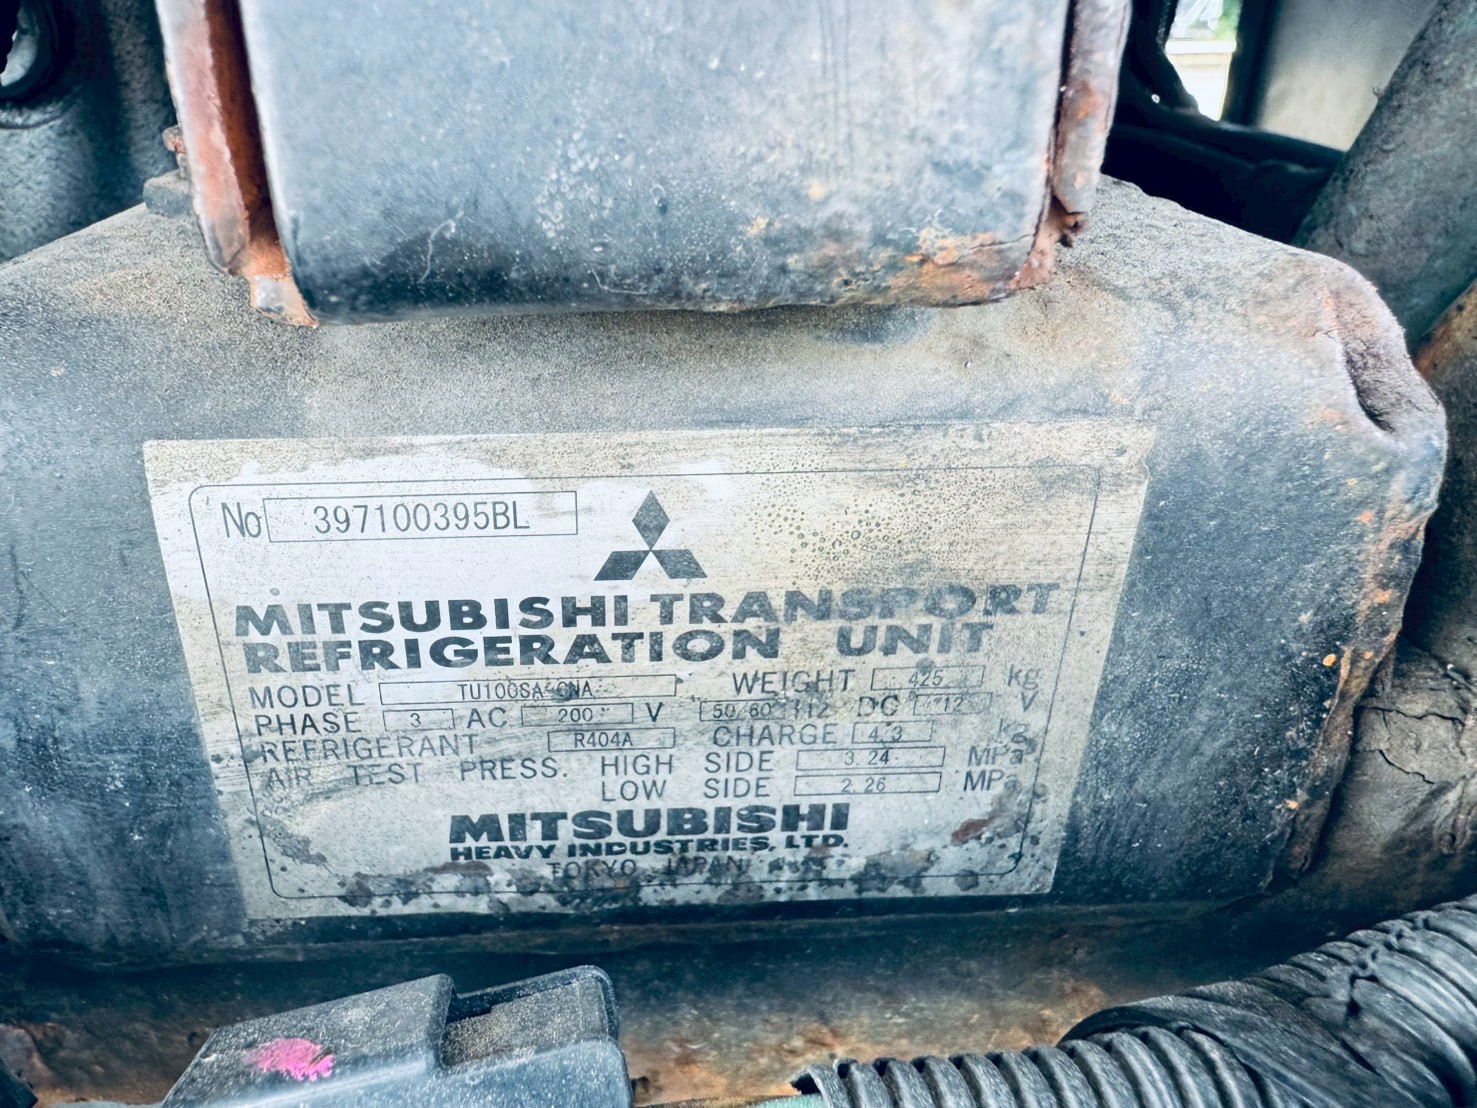 No 397100395BL
MITSUBISHI TRANSPORT
REFRIGERATION UNIT
MODEL TU100SA-CNA WEIGHT 425 kg
PHASE 3 AC 200 V 50/60 HZ DC 12 V
REFRIGERANT R404A CHARGE 4.3 kg
AIR TEST PRESS. HIGH SIDE 3.24 MPa
LOW SIDE 2.26 MPa
MITSUBISHI
HEAVY INDUSTRIES, LTD.
TOKYO JAPAN